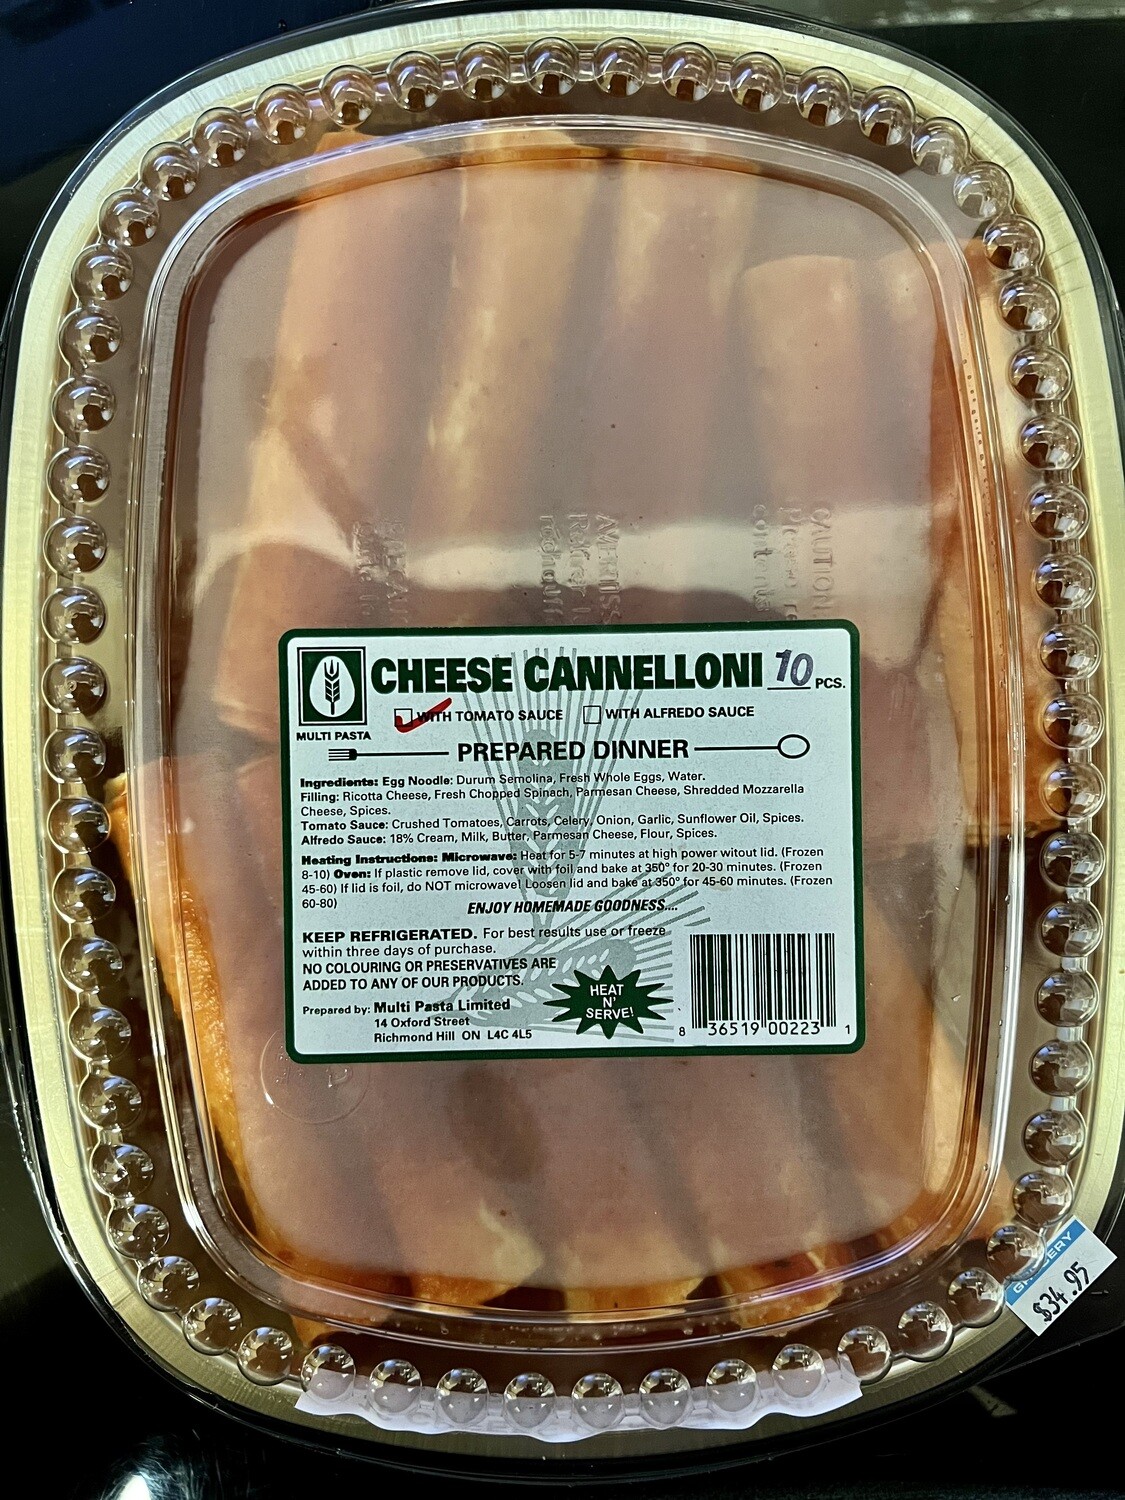 CAUTION
CHEESE CANNELLONI 10 PCS.
MULTI PASTA
WITH TOMATO SAUCE WITH ALFREDO SAUCE
PREPARED DINNER
Ingredients: Egg Noodle: Durum Semolina, Fresh Whole Eggs, Water.
Filling: Ricotta Cheese, Fresh Chopped Spinach, Parmesan Cheese, Shredded Mozzarella
Cheese, Spices.
Tomato Sauce: Crushed Tomatoes, Carrots, Celery, Onion, Garlic, Sunflower Oil, Spices.
Alfredo Sauce: 18% Cream, Milk, Butter, Parmesan Cheese, Flour, Spices.
Heating Instructions: Microwave: Heat for 5-7 minutes at high power witout lid. (Frozen
8-10) Oven: If plastic remove lid, cover with foil and bake at 350° for 20-30 minutes. (Frozen
45-60) If lid is foil, do NOT microwave! Loosen lid and bake at 350° for 45-60 minutes. (Frozen
60-80)
ENJOY HOMEMADE GOODNESS....
KEEP REFRIGERATED. For best results use or freeze
within three days of purchase.
NO COLOURING OR PRESERVATIVES ARE
ADDED TO ANY OF OUR PRODUCTS.
Prepared by: Multi Pasta Limited
14 Oxford Street
Richmond Hill ON L4C 4L5
HEAT
N'
SERVE!
8 36519 00223 1
$34.95